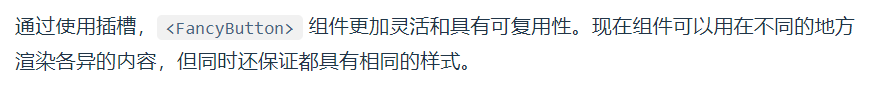 通过使用插槽，<FancyButton> 组件更加灵活和具有可复用性。现在组件可以用在不同的地方
渲染各异的内容，但同时还保证都具有相同的样式。